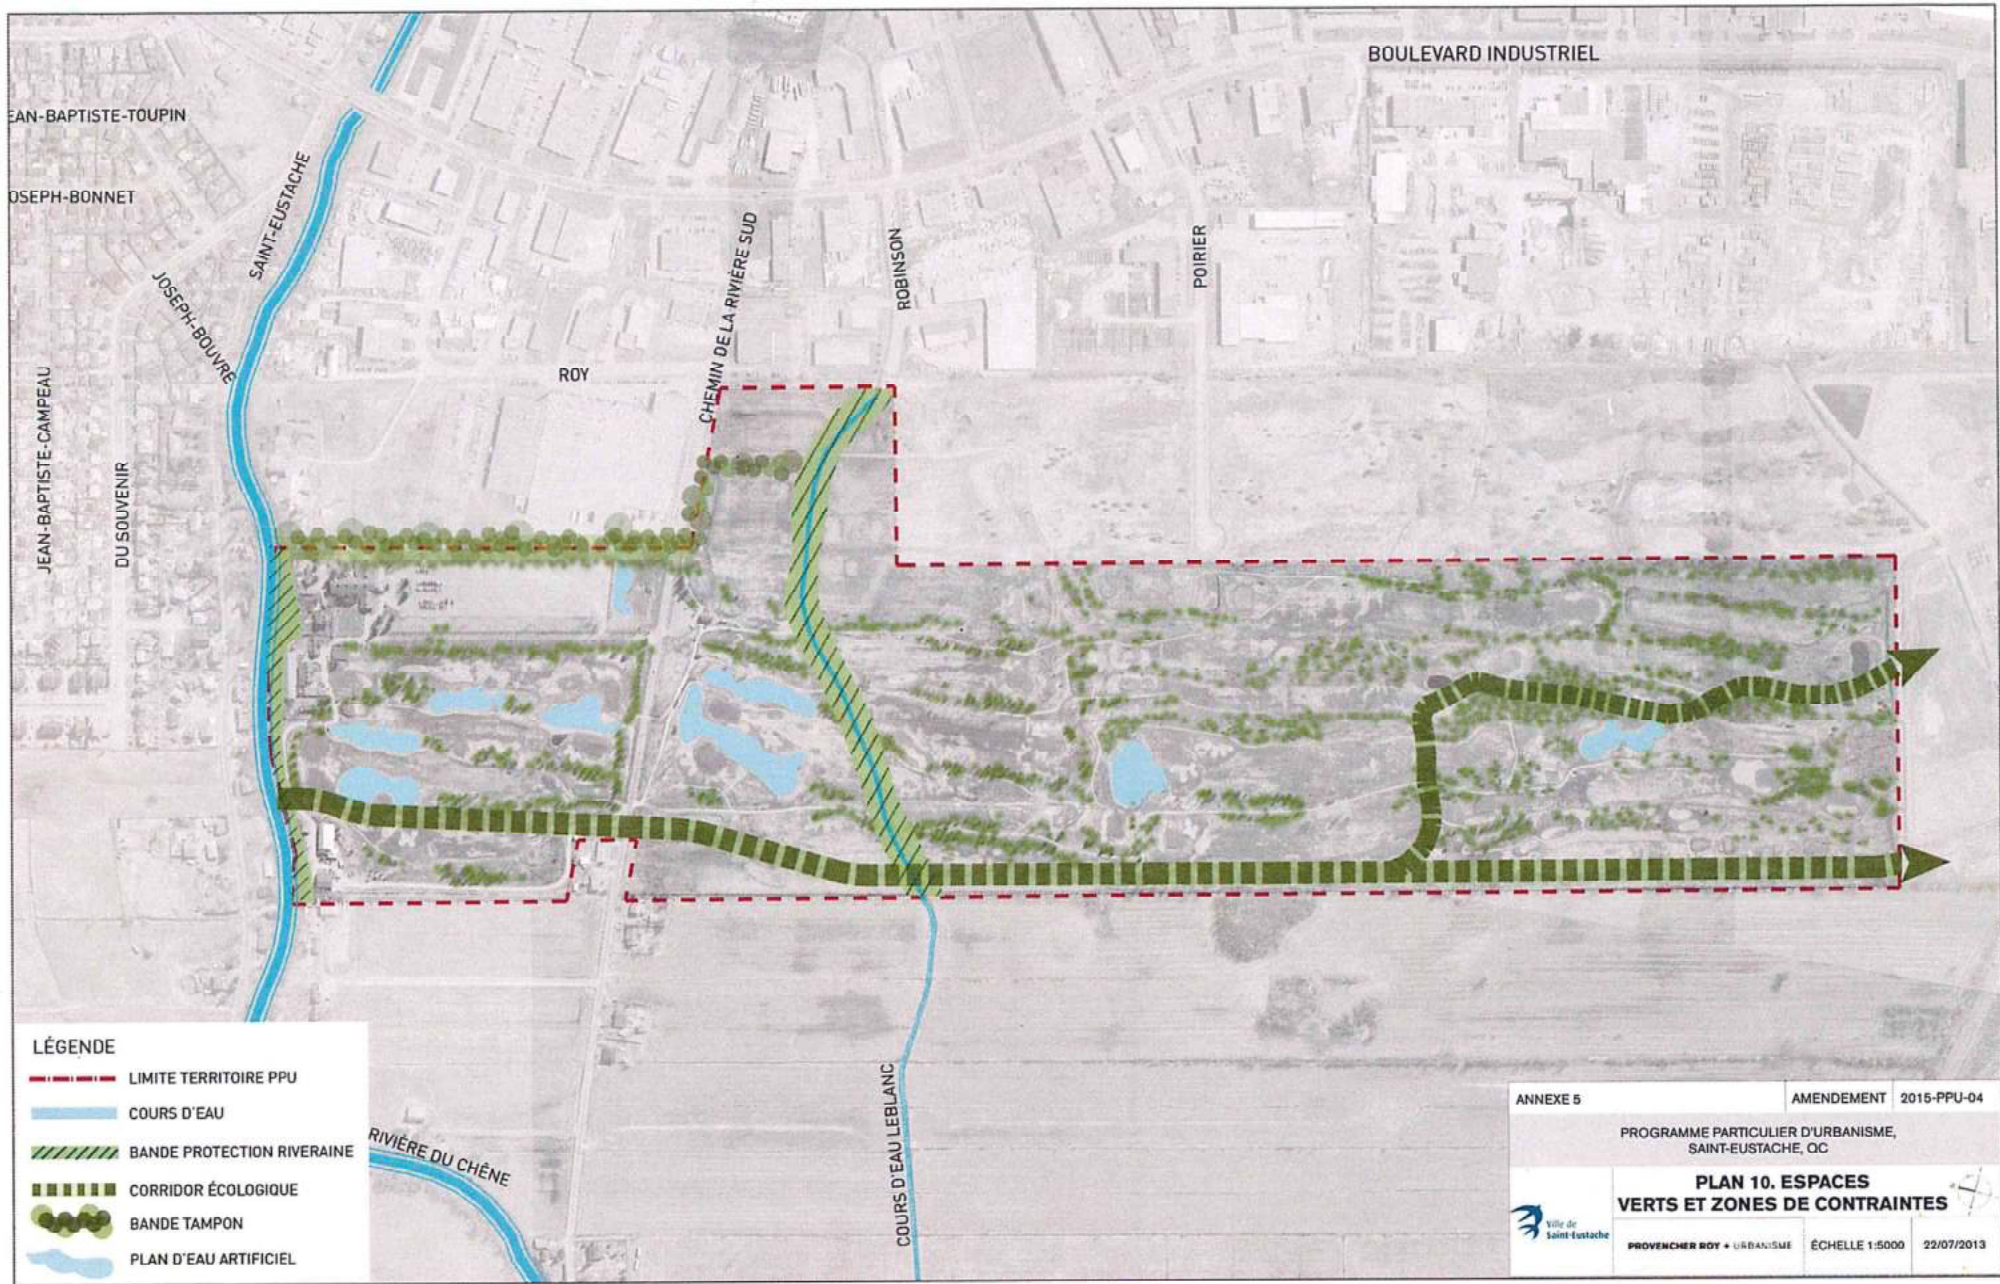 BOULEVARD INDUSTRIEL
EAN-BAPTISTE-TOUPIN
OSEPH-BONNET
SAINT-EUSTACHE
JOSEPH-BOUVRE
CHEMIN DE LA RIVIÈRE SUD
ROBINSON
POIRIER
ROY
JEAN-BAPTISTE-CAMPEAU
DU SOUVENIR
RIVIÈRE DU CHÊNE
COURS D'EAU LEBLANC
LÉGENDE
LIMITE TERRITOIRE PPU
COURS D'EAU
BANDE PROTECTION RIVERAINE
CORRIDOR ÉCOLOGIQUE
BANDE TAMPON
PLAN D'EAU ARTIFICIEL
ANNEXE 5
AMENDEMENT 2015-PPU-04
PROGRAMME PARTICULIER D'URBANISME,
SAINT-EUSTACHE, QC
PLAN 10. ESPACES
VERTS ET ZONES DE CONTRAINTES
Ville de
Saint-Eustache
PROVENCHER ROY + URBANISME
ÉCHELLE 1:5000
22/07/2013